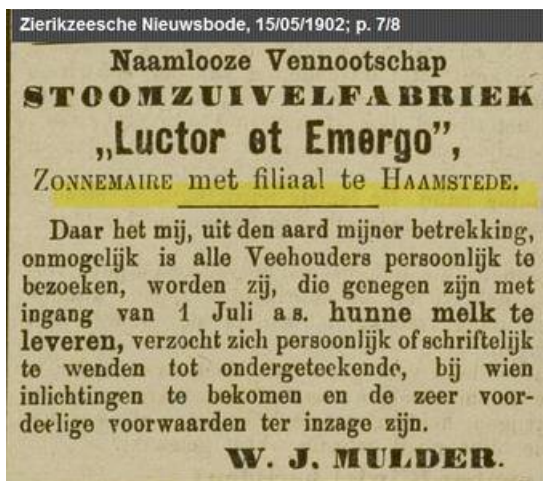 Zierikzeesche Nieuwsbode, 15/05/1902; p. 7/8
Naamlooze Vennootschap
STOOMZUIVELFABRIEK
„Luctor et Emergo”,
ZONNEMAIRE met filiaal te HAAMSTEDE.
Daar het mij, uit den aard mijner betrekking,
onmogelijk is alle Veehouders persoonlijk te
bezoeken, worden zij, die genegen zijn met
ingang van 1 Juli a s. hunne melk te
leveren, verzocht zich persoonlijk of schriftelijk
te wenden tot ondergeteekende, bij wien
inlichtingen te bekomen en de zeer voor-
deelige voorwaarden ter inzage zijn.
W. J. MULDER.